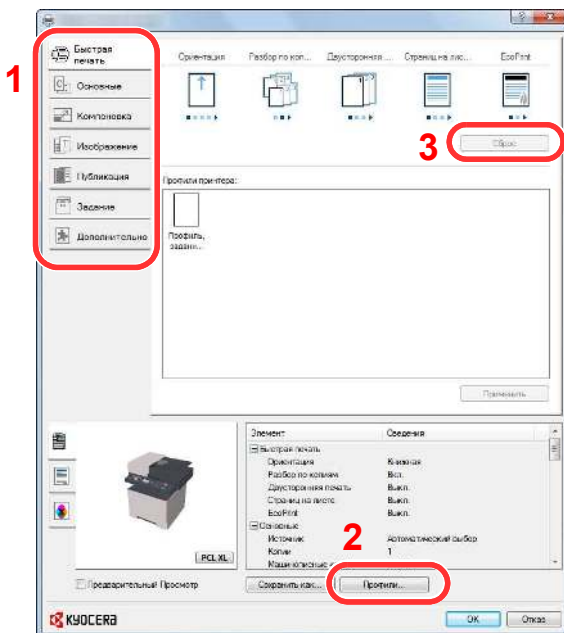 1
Быстрая
печать
Основные
Компоновка
Изображение
Публикация
Задание
Дополнительно
Ориентация
Разбор по коп...
Двусторонняя ...
Страниц на лис...
EcoPrint
3
Сброс
Профили принтера:
Профиль,
заданн...
Применить
Элемент Сведения
Быстрая печать
Ориентация Книжная
Разбор по копиям Вкл.
Двусторонняя печать Выкл.
Страниц на листе Выкл.
EcoPrint Выкл.
Основные
Источник Автоматический выбор
Копии 1
Машинописные
2
PCL XL
Предварительный Просмотр
Сохранить как...
Профили...
KYOCERA
OK
Отказ